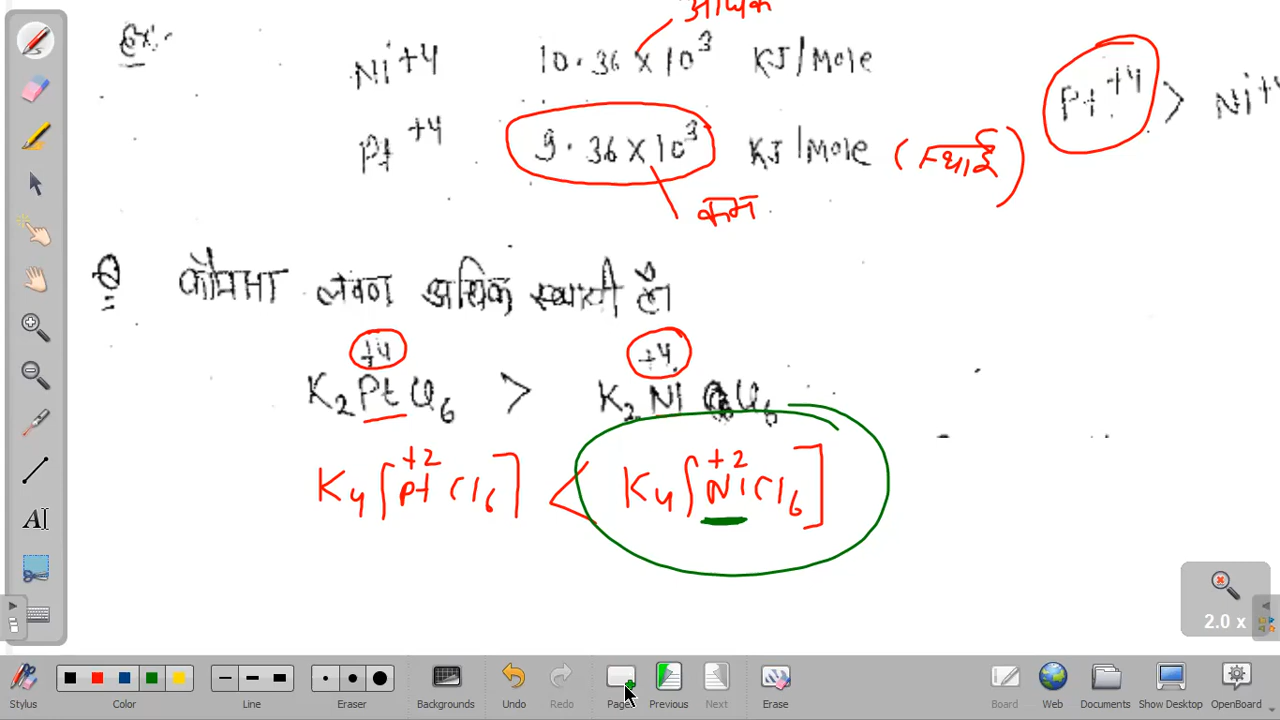 अधिक
Ex:-
Ni+4 10.36×10³ KJ/Mole
Pt+4 > Ni+4
Pt+4 9.36×10³ KJ/Mole (स्थाई)
कम
Q कौनसा लवण अधिक स्थायी है।
+4 +4
K2PtCl6 > K2NiCl6
+2 +2
K4[PtCl6] < K4[NiCl6]
2.0 x
Stylus Color Line Eraser Backgrounds Undo Redo Pages Previous Next Erase Board Web Documents Show Desktop OpenBoard